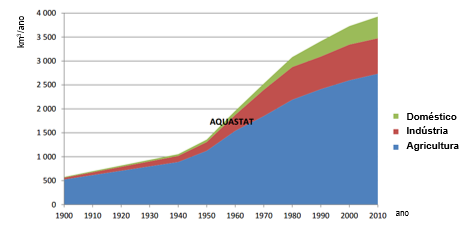 4 000
km³/ano
3 500
3 000
2 500
2 000
AQUASTAT
1 500
1 000
500
0
1900 1910 1920 1930 1940 1950 1960 1970 1980 1990 2000 2010 ano
Doméstico
Indústria
Agricultura